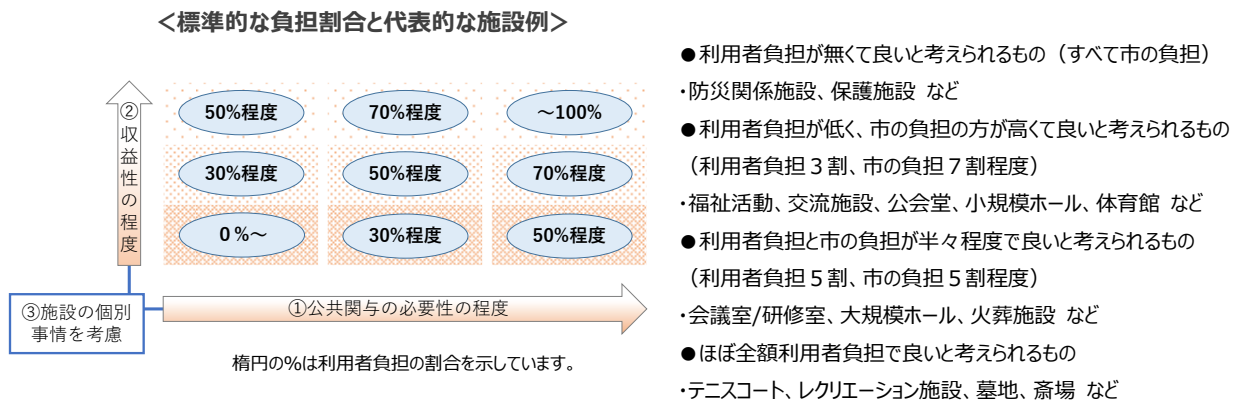 ＜標準的な負担割合と代表的な施設例＞
②収益性の程度
50%程度
70%程度
～100%
30%程度
50%程度
70%程度
０%～
30%程度
50%程度
③施設の個別
事情を考慮
①公共関与の必要性の程度
楕円の%は利用者負担の割合を示しています。
●利用者負担が無くて良いと考えられるもの（すべて市の負担）
・防災関係施設、保護施設 など
●利用者負担が低く、市の負担の方が高くて良いと考えられるもの
（利用者負担３割、市の負担７割程度）
・福祉活動、交流施設、公会堂、小規模ホール、体育館 など
●利用者負担と市の負担が半々程度で良いと考えられるもの
（利用者負担５割、市の負担５割程度）
・会議室/研修室、大規模ホール、火葬施設 など
●ほぼ全額利用者負担で良いと考えられるもの
・テニスコート、レクリエーション施設、墓地、斎場 など